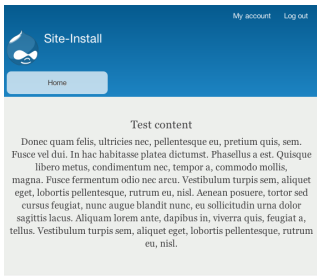 My account Log out
Site-Install
Home
Test content
Donec quam felis, ultricies nec, pellentesque eu, pretium quis, sem.
Fusce vel dui. In hac habitasse platea dictumst. Phasellus a est. Quisque
libero metus, condimentum nec, tempor a, commodo mollis,
magna. Fusce fermentum odio nec arcu. Vestibulum turpis sem, aliquet
eget, lobortis pellentesque, rutrum eu, nisl. Aenean posuere, tortor sed
cursus feugiat, nunc augue blandit nunc, eu sollicitudin urna dolor
sagittis lacus. Aliquam lorem ante, dapibus in, viverra quis, feugiat a,
tellus. Vestibulum turpis sem, aliquet eget, lobortis pellentesque, rutrum
eu, nisl.